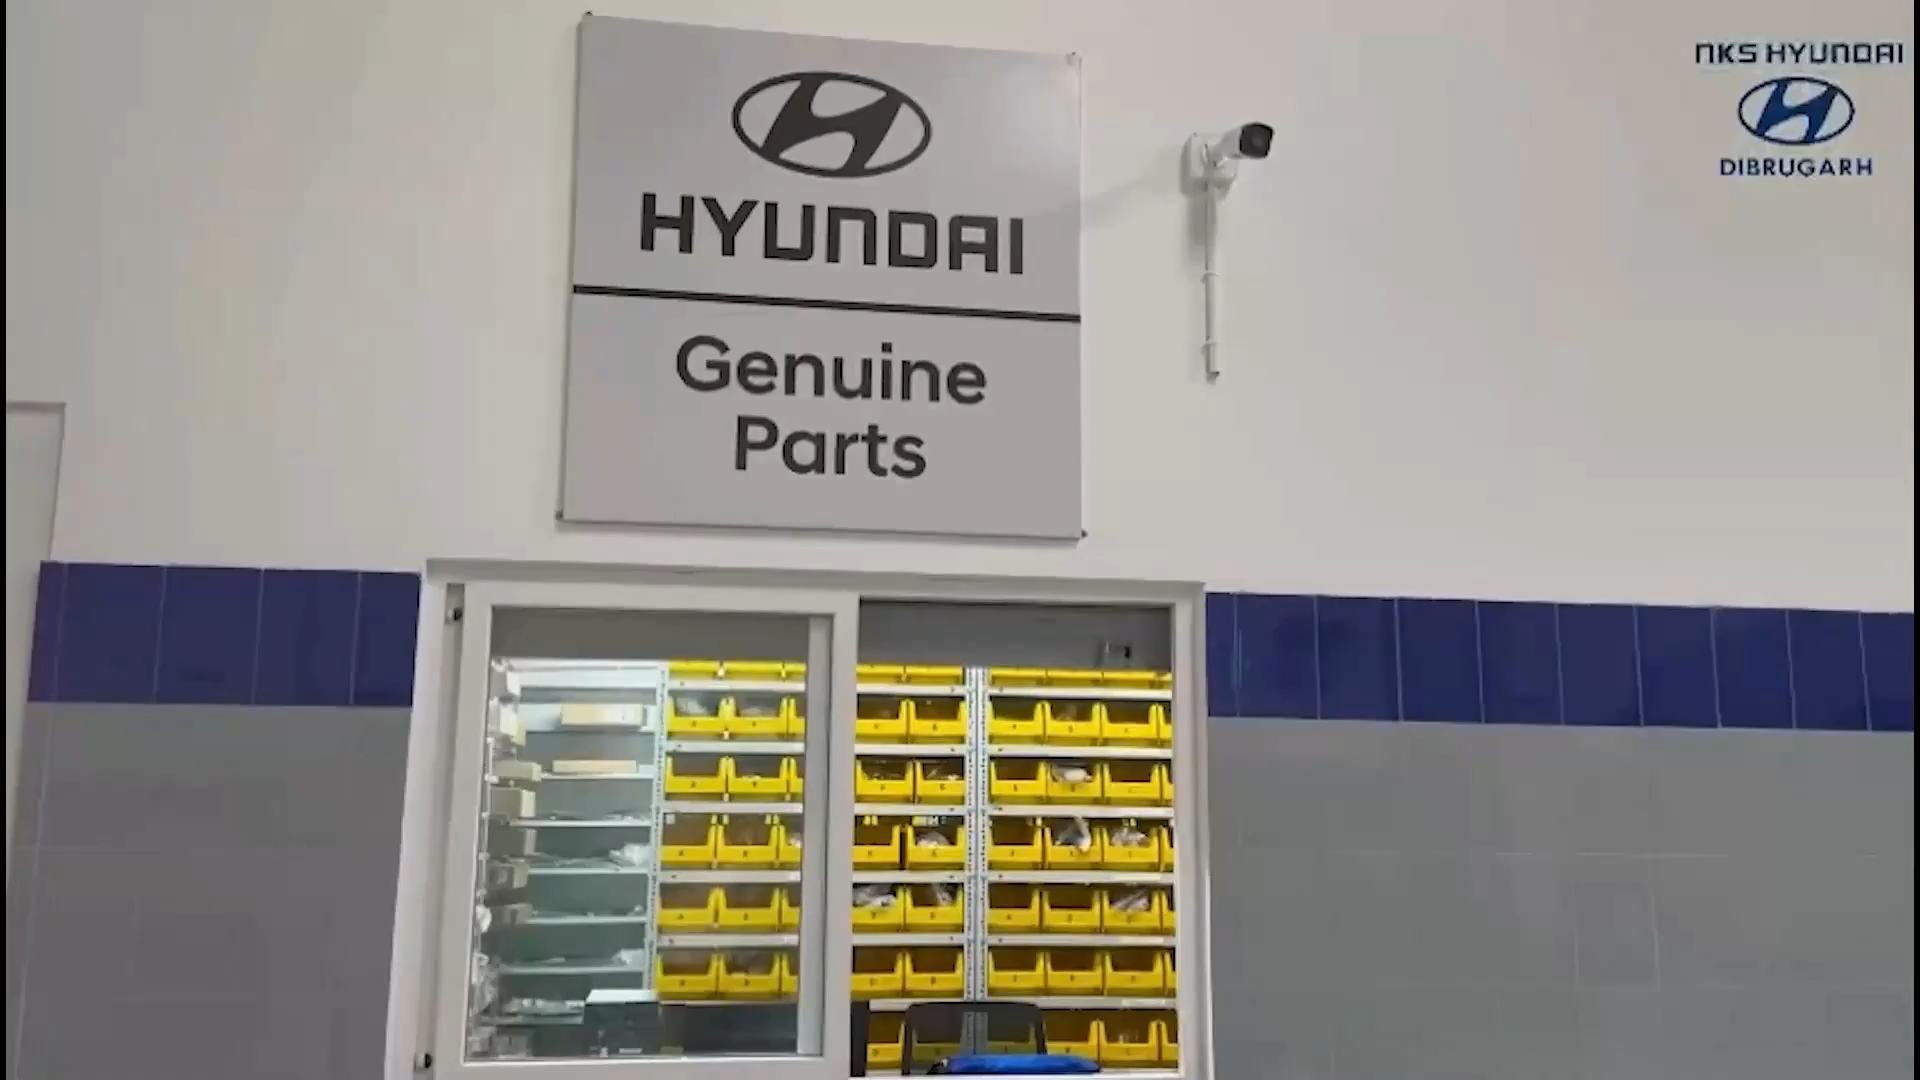 HYUNDAI
Genuine
Parts
NKS HYUNDAI
DIBRUGARH